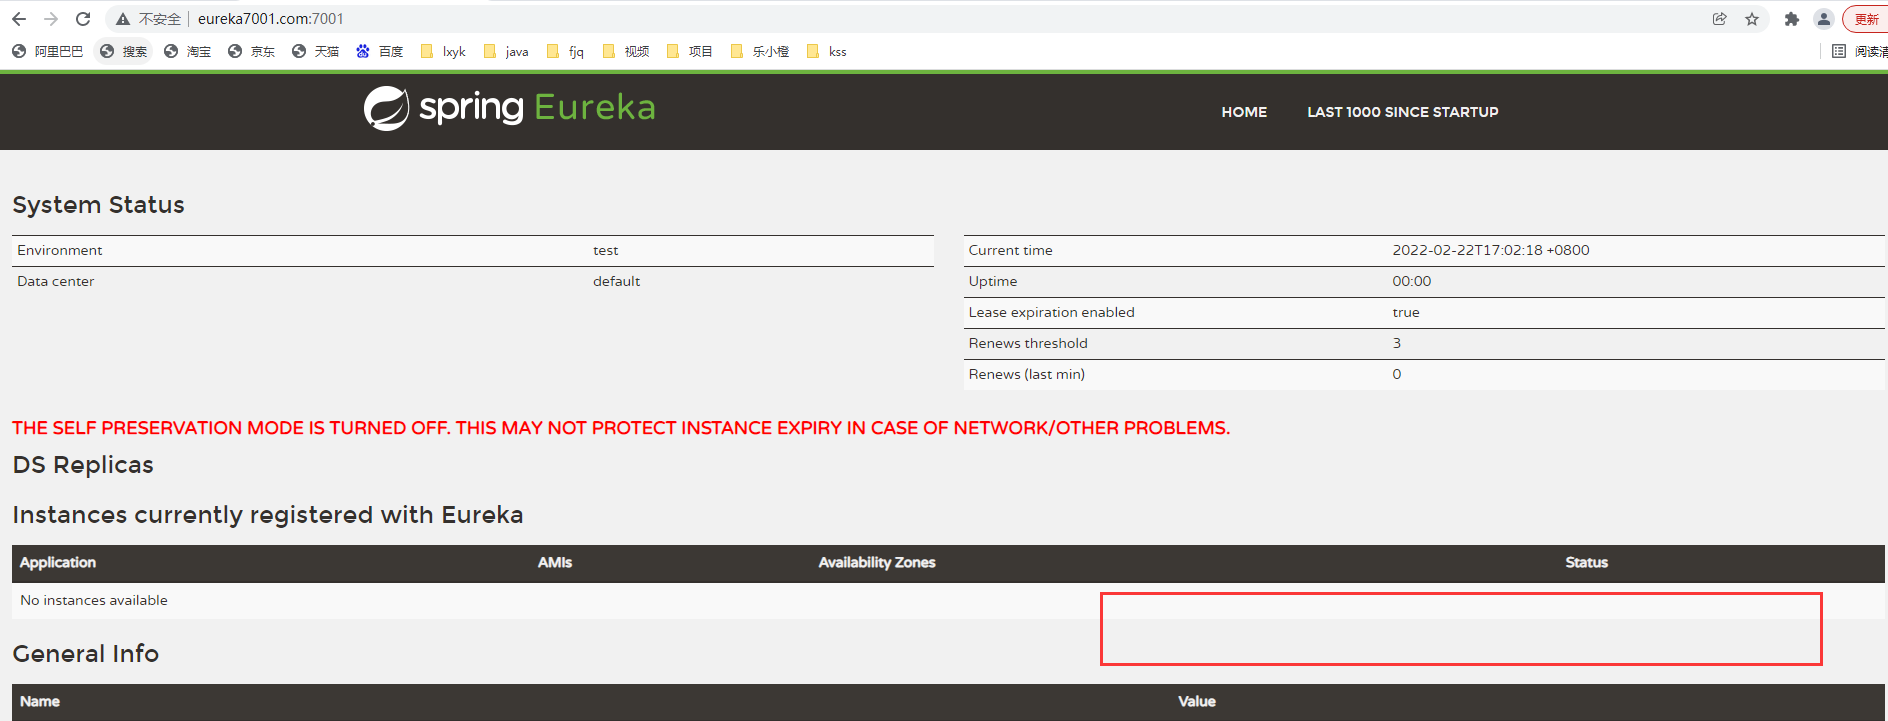 不安全 eureka7001.com:7001 更新
阿里巴巴 搜索 淘宝 京东 天猫 百度 lxyk java fjq 视频 项目 乐小橙 kss 阅读清
spring Eureka HOME LAST 1000 SINCE STARTUP
System Status
Environment test
Data center default
Current time 2022-02-22T17:02:18 +0800
Uptime 00:00
Lease expiration enabled true
Renews threshold 3
Renews (last min) 0
THE SELF PRESERVATION MODE IS TURNED OFF. THIS MAY NOT PROTECT INSTANCE EXPIRY IN CASE OF NETWORK/OTHER PROBLEMS.
DS Replicas
Instances currently registered with Eureka
Application AMIs Availability Zones Status
No instances available
General Info
Name Value